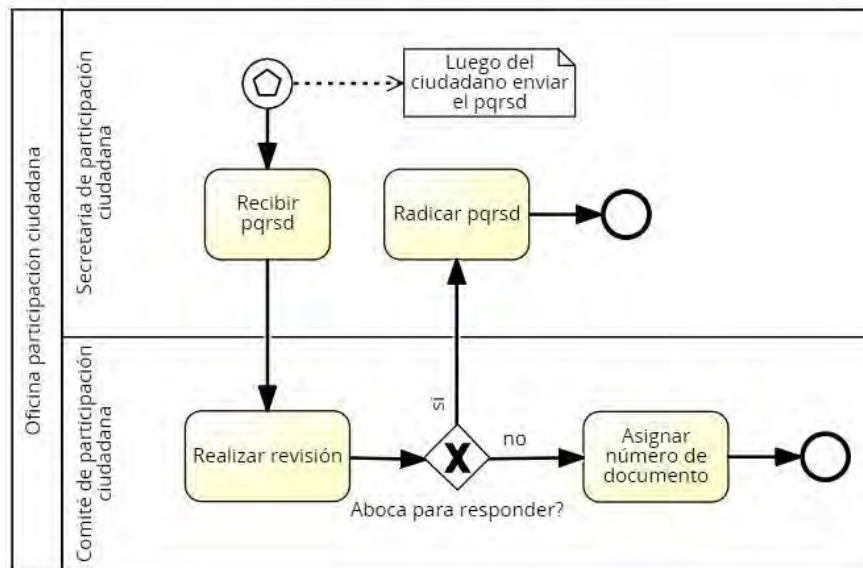 Oficina participación ciudadana
Secretaria de participación
ciudadana
Luego del
ciudadano enviar
el pqrsd
Recibir
pqrsd
Radicar pqrsd
Comité de participación
ciudadana
Realizar revisión
si
no
Aboca para responder?
Asignar
número de
documento